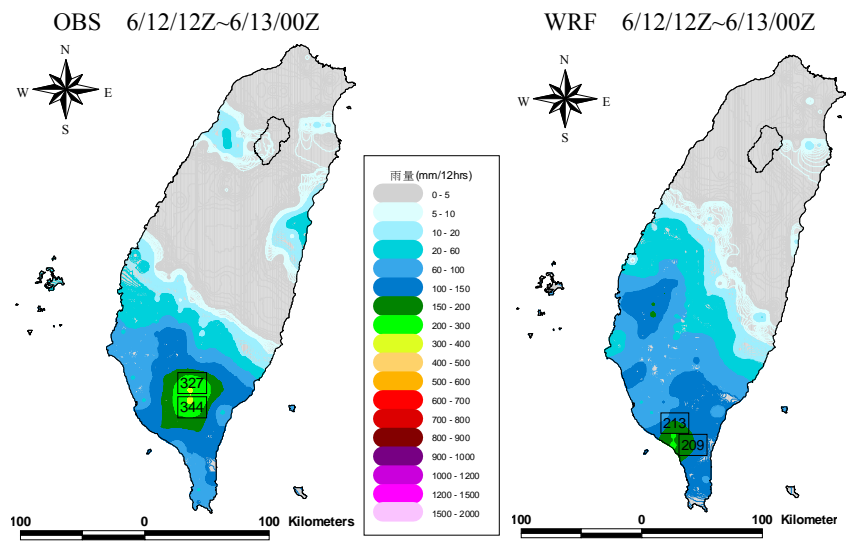 OBS 6/12/12Z~6/13/00Z
WRF 6/12/12Z~6/13/00Z
N
W E
S
N
W E
S
雨量(mm/12hrs)
0 - 5
5 - 10
10 - 20
20 - 60
60 - 100
100 - 150
150 - 200
200 - 300
300 - 400
400 - 500
500 - 600
600 - 700
700 - 800
800 - 900
900 - 1000
1000 - 1200
1200 - 1500
1500 - 2000
327
344
213
209
100 0 100 Kilometers
100 0 100 Kilometer